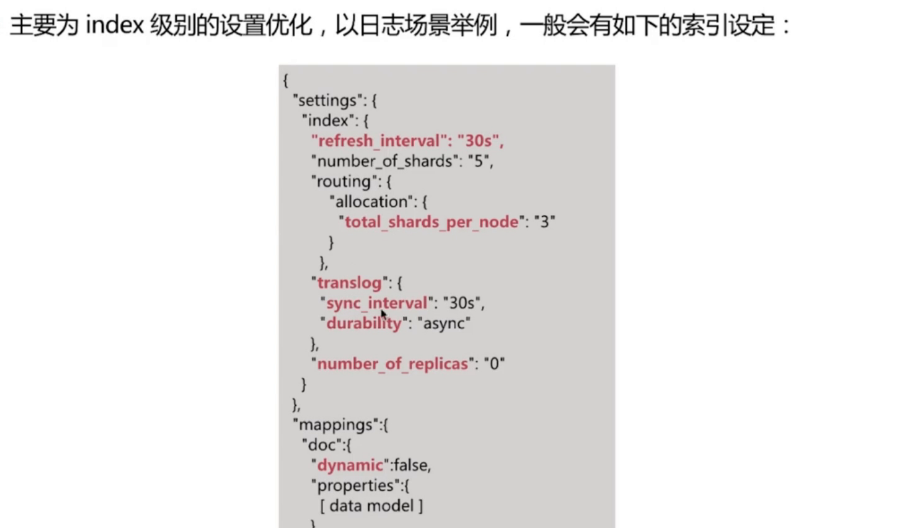 主要为 index 级别的设置优化，以日志场景举例，一般会有如下的索引设定：
{
"settings": {
"index": {
"refresh_interval": "30s",
"number_of_shards": "5",
"routing": {
"allocation": {
"total_shards_per_node": "3"
}
},
"translog": {
"sync_interval": "30s",
"durability": "async"
},
"number_of_replicas": "0"
}
},
"mappings":{
"doc":{
"dynamic":false,
"properties":{
[ data model ]
}